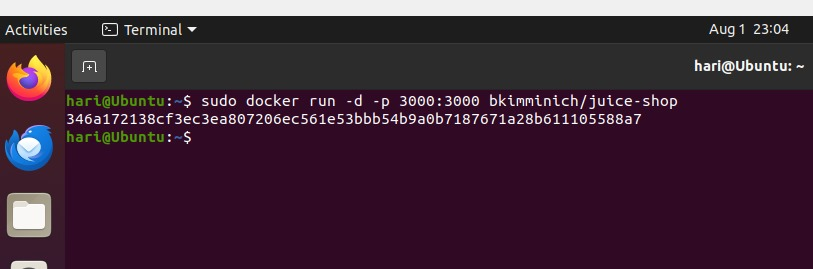 Activities Terminal Aug 1 23:04
hari@Ubuntu: ~
hari@Ubuntu:~$ sudo docker run -d -p 3000:3000 bkimminich/juice-shop
346a172138cf3ec3ea807206ec561e53bbb54b9a0b7187671a28b611105588a7
hari@Ubuntu:~$